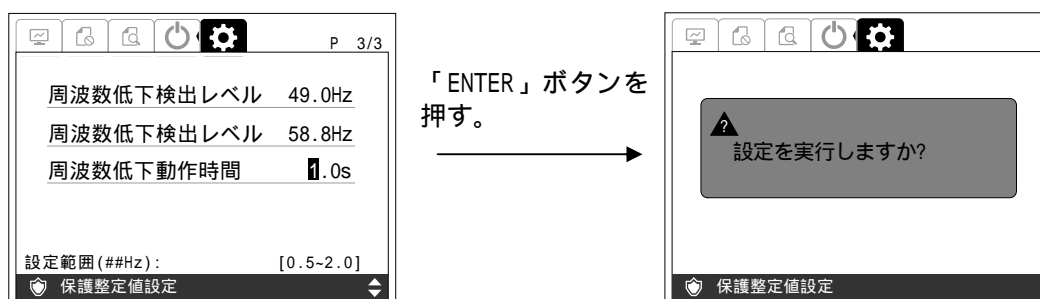 P 3/3
周波数低下検出レベル 49.0Hz
周波数低下検出レベル 58.8Hz
周波数低下動作時間 1.0s
設定範囲(##Hz): [0.5~2.0]
保護整定値設定
「ENTER」ボタンを
押す。
?
設定を実行しますか?
保護整定値設定